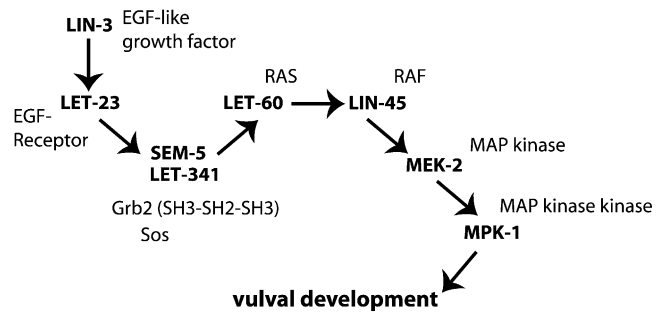 LIN-3
EGF-like
growth factor
LET-23
EGF-
Receptor
SEM-5
LET-341
Grb2 (SH3-SH2-SH3)
Sos
RAS
LET-60
RAF
LIN-45
MAP kinase
MEK-2
MAP kinase kinase
MPK-1
vulval development